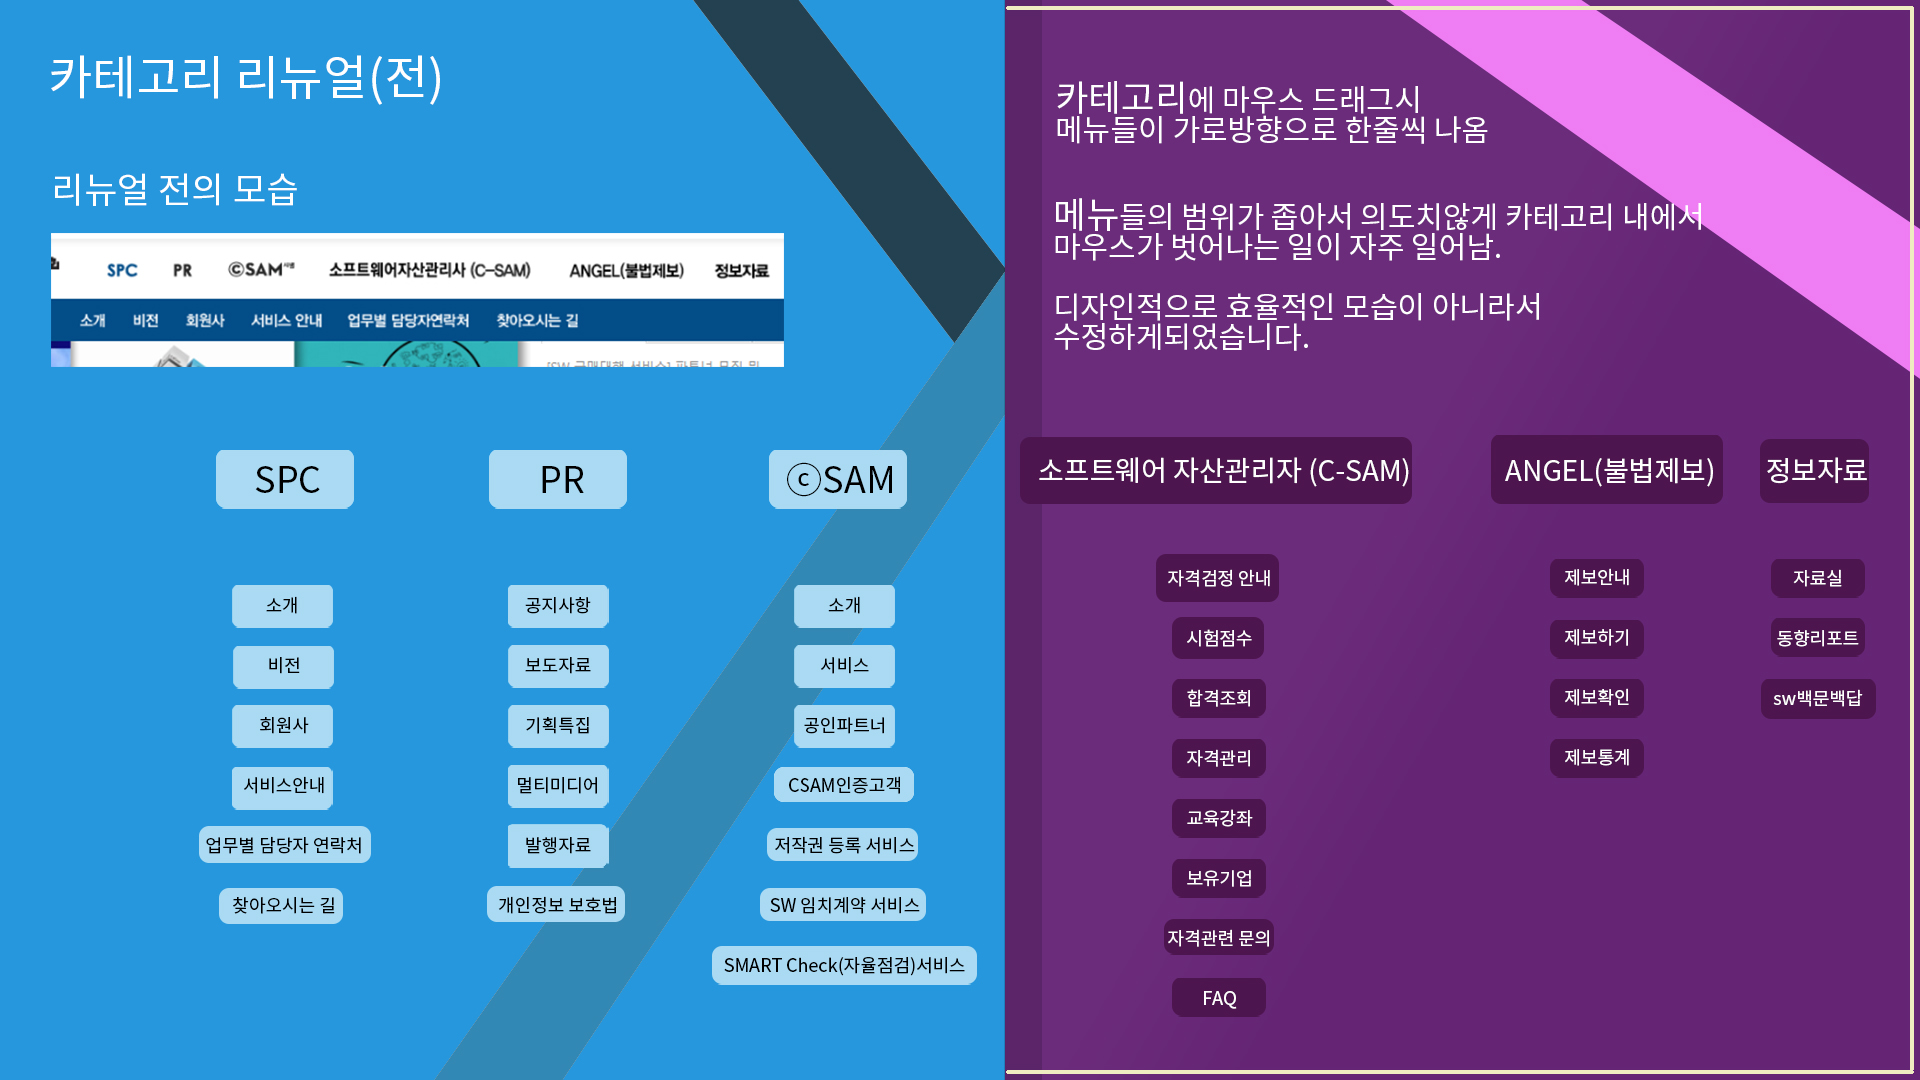 카테고리 리뉴얼(전)
리뉴얼 전의 모습
SPC PR ⓒSAM 소프트웨어자산관리사 (C-SAM) ANGEL(불법제보) 정보자료
소개 비전 회원사 서비스 안내 업무별 담당자연락처 찾아오시는 길
SPC
소개
비전
회원사
서비스안내
업무별 담당자 연락처
찾아오시는 길
PR
공지사항
보도자료
기획특집
멀티미디어
발행자료
개인정보 보호법
ⓒSAM
소개
서비스
공인파트너
CSAM인증고객
저작권 등록 서비스
SW 임치계약 서비스
SMART Check(자율점검)서비스
카테고리에 마우스 드래그시
메뉴들이 가로방향으로 한줄씩 나옴
메뉴들의 범위가 좁아서 의도치않게 카테고리 내에서
마우스가 벗어나는 일이 자주 일어남.
디자인적으로 효율적인 모습이 아니라서
수정하게되었습니다.
소프트웨어 자산관리자 (C-SAM)
자격검정 안내
시험점수
합격조회
자격관리
교육강좌
보유기업
자격관련 문의
FAQ
ANGEL(불법제보)
제보안내
제보하기
제보확인
제보통계
정보자료
자료실
동향리포트
sw백문백답